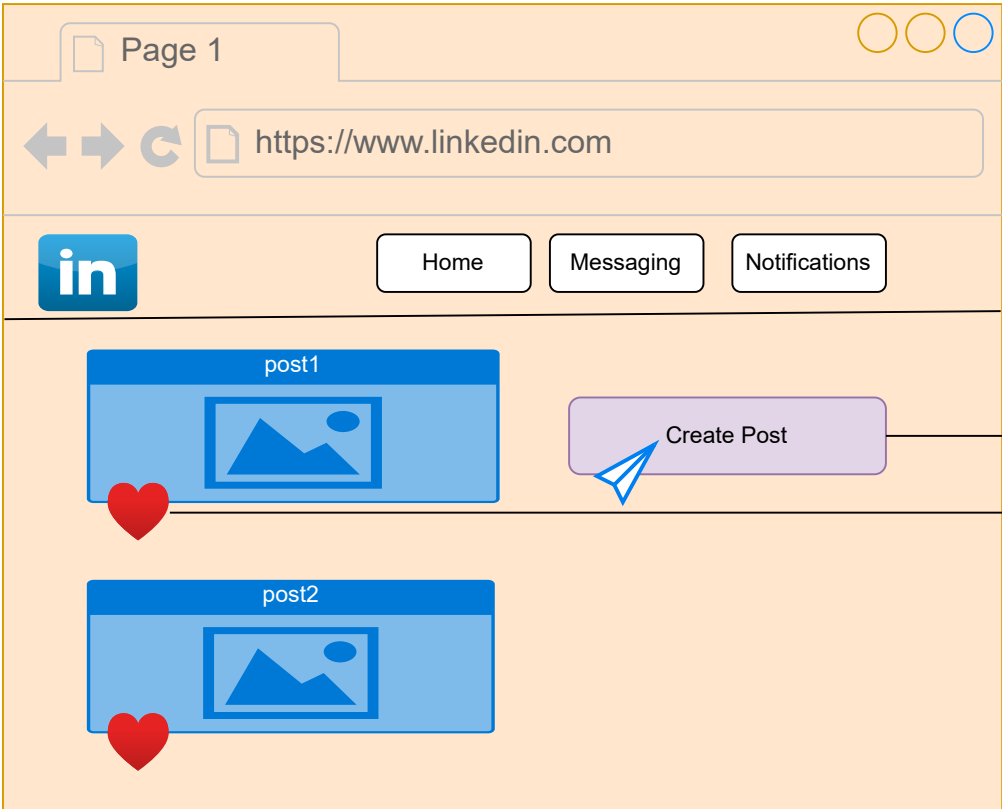 Page 1
https://www.linkedin.com
in
Home
Messaging
Notifications
post1
Create Post
post2